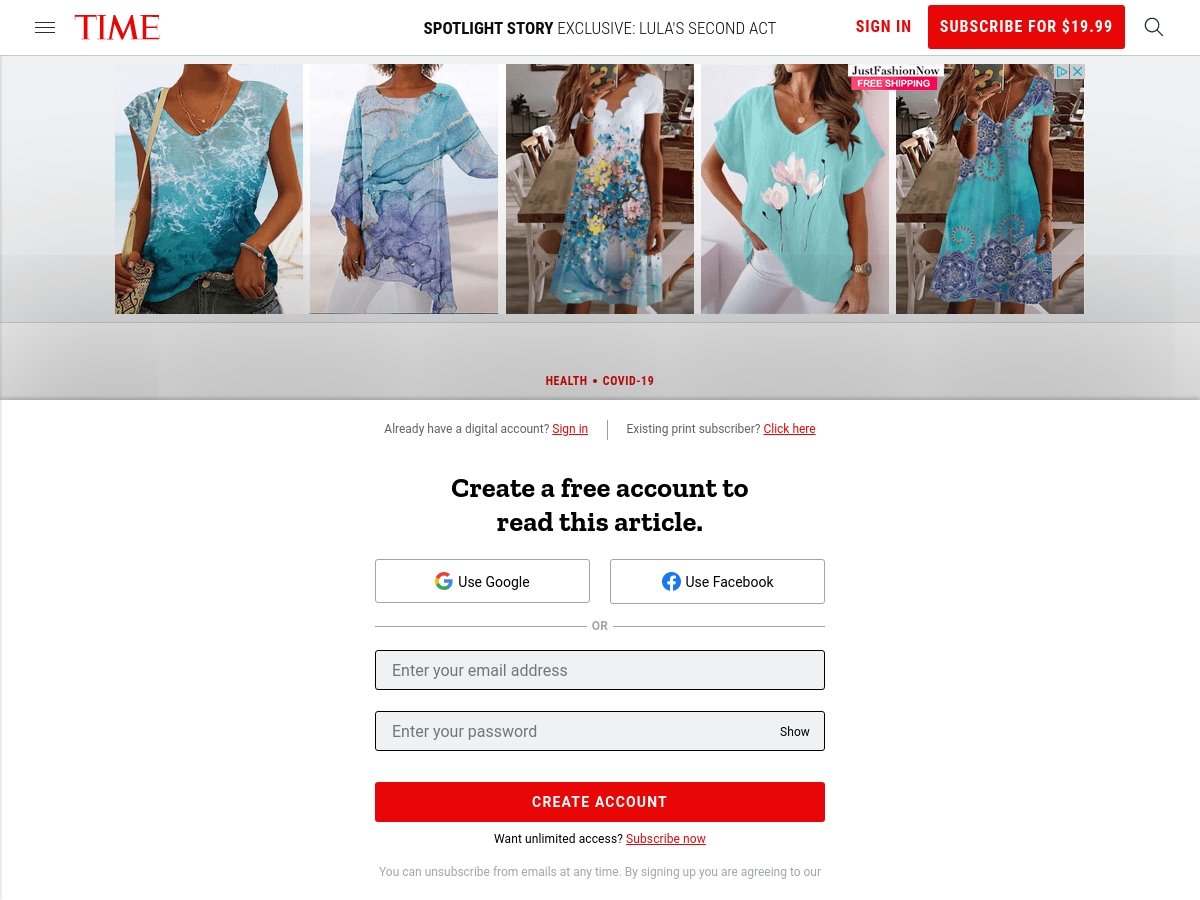 TIME
SPOTLIGHT STORY EXCLUSIVE: LULA'S SECOND ACT
SIGN IN
SUBSCRIBE FOR $19.99
JustFashionNow
FREE SHIPPING
HEALTH • COVID-19
Already have a digital account? Sign in
Existing print subscriber? Click here
Create a free account to
read this article.
Use Google
Use Facebook
OR
Enter your email address
Enter your password
Show
CREATE ACCOUNT
Want unlimited access? Subscribe now
You can unsubscribe from emails at any time. By signing up you are agreeing to our